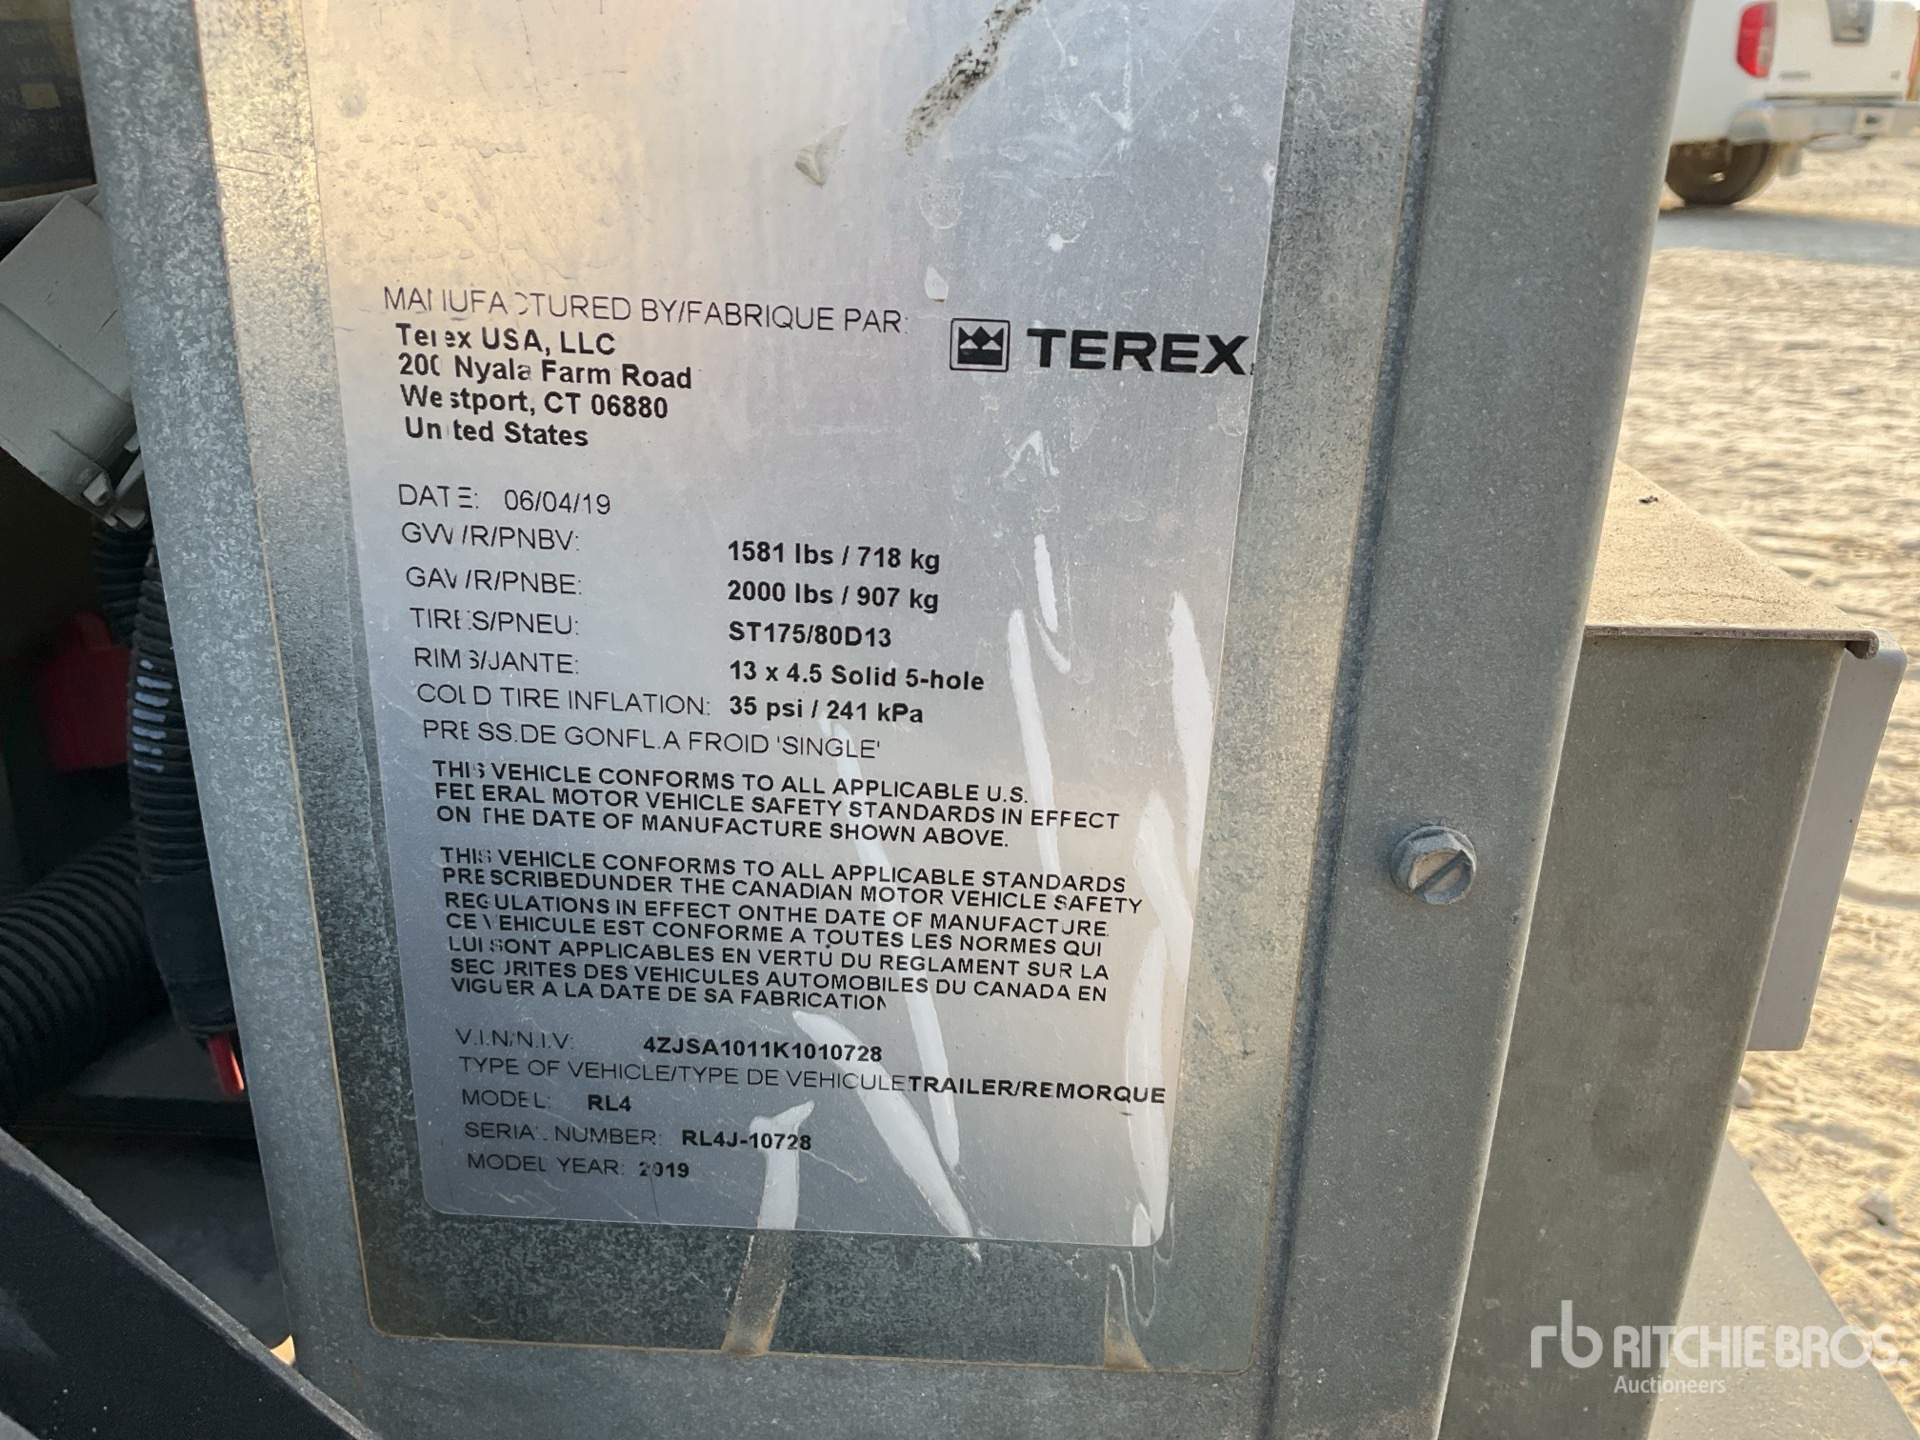 MANUFACTURED BY/FABRIQUE PAR:
TEREX
Terex USA, LLC
200 Nyala Farm Road
Westport, CT 06880
United States
DATE: 06/04/19
GVWR/PNBV: 1581 lbs / 718 kg
GAWR/PNBE: 2000 lbs / 907 kg
TIRES/PNEU: ST175/80D13
RIMS/JANTE: 13 x 4.5 Solid 5-hole
COLD TIRE INFLATION: 35 psi / 241 kPa
PRESS.DE GONFL.A FROID 'SINGLE'
THIS VEHICLE CONFORMS TO ALL APPLICABLE U.S.
FEDERAL MOTOR VEHICLE SAFETY STANDARDS IN EFFECT
ON THE DATE OF MANUFACTURE SHOWN ABOVE.
THIS VEHICLE CONFORMS TO ALL APPLICABLE STANDARDS
PRESCRIBEDUNDER THE CANADIAN MOTOR VEHICLE SAFETY
REGULATIONS IN EFFECT ONTHE DATE OF MANUFACTURE.
CE VEHICULE EST CONFORME A TOUTES LES NORMES QUI
LUI SONT APPLICABLES EN VERTU DU REGLAMENT SUR LA
SECURITES DES VEHICULES AUTOMOBILES DU CANADA EN
VIGUER A LA DATE DE SA FABRICATION
V.I.N/N.I.V: 4ZJSA1011K1010728
TYPE OF VEHICLE/TYPE DE VEHICULE TRAILER/REMORQUE
MODEL: RL4
SERIAL NUMBER: RL4J-10728
MODEL YEAR: 2019
rb RITCHIE BROS.
Auctioneers